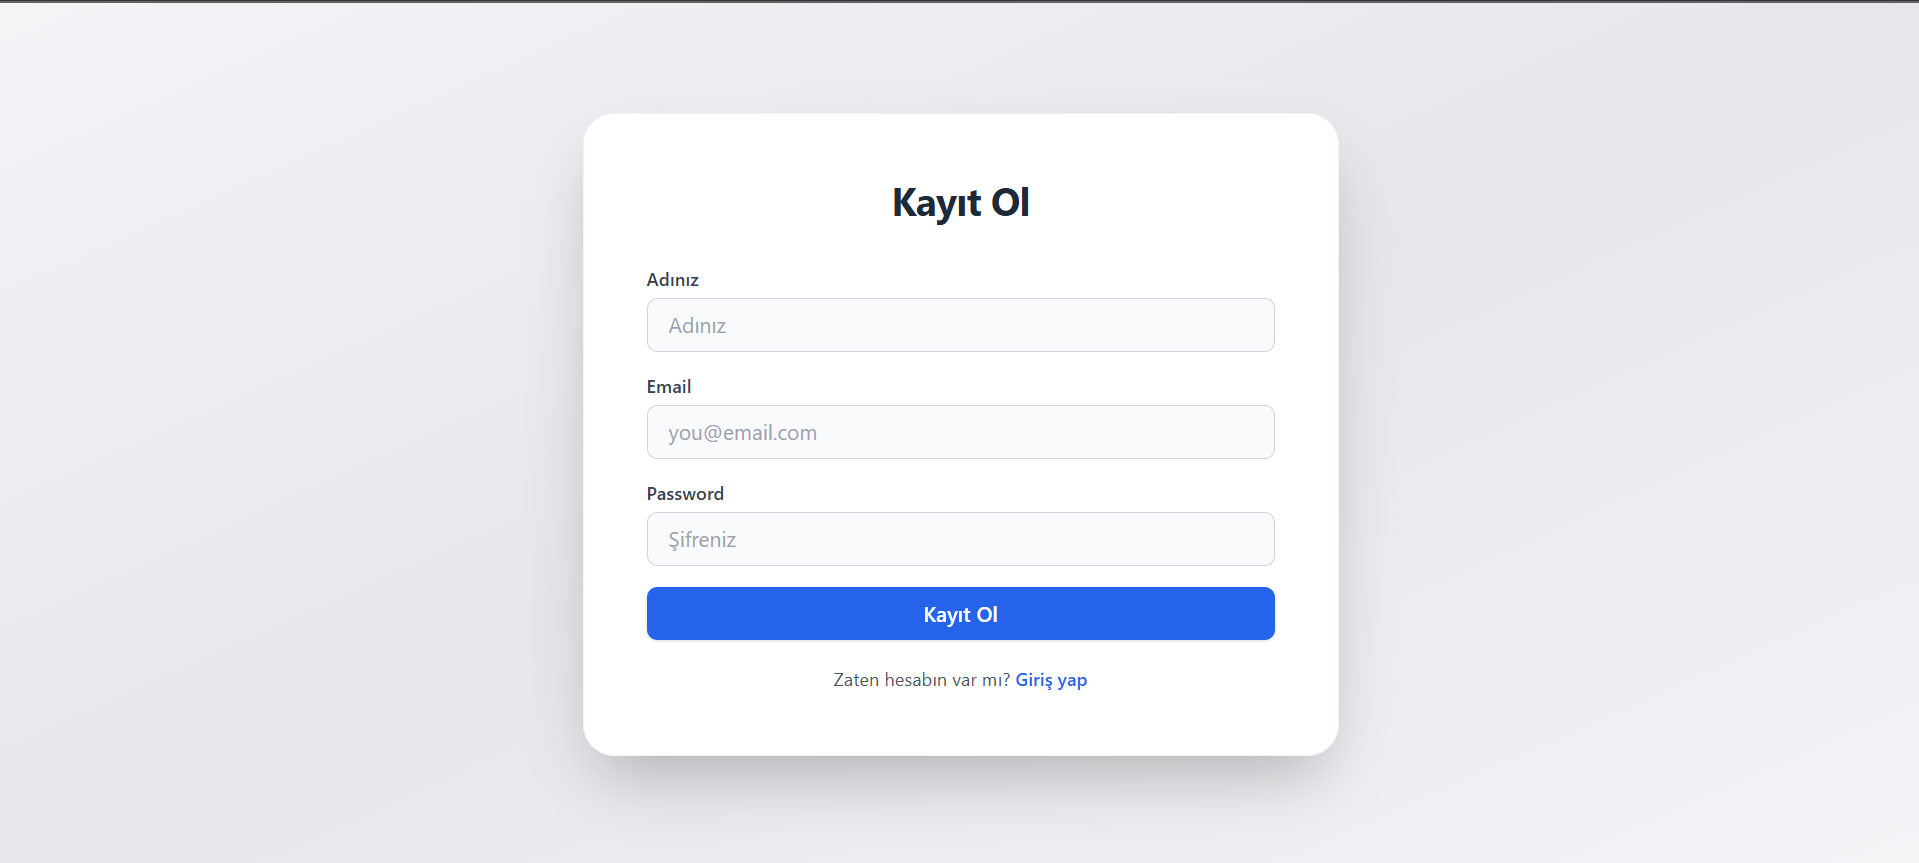 Kayıt Ol
Adınız
Adınız
Email
you@email.com
Password
Şifreniz
Kayıt Ol
Zaten hesabın var mı? Giriş yap